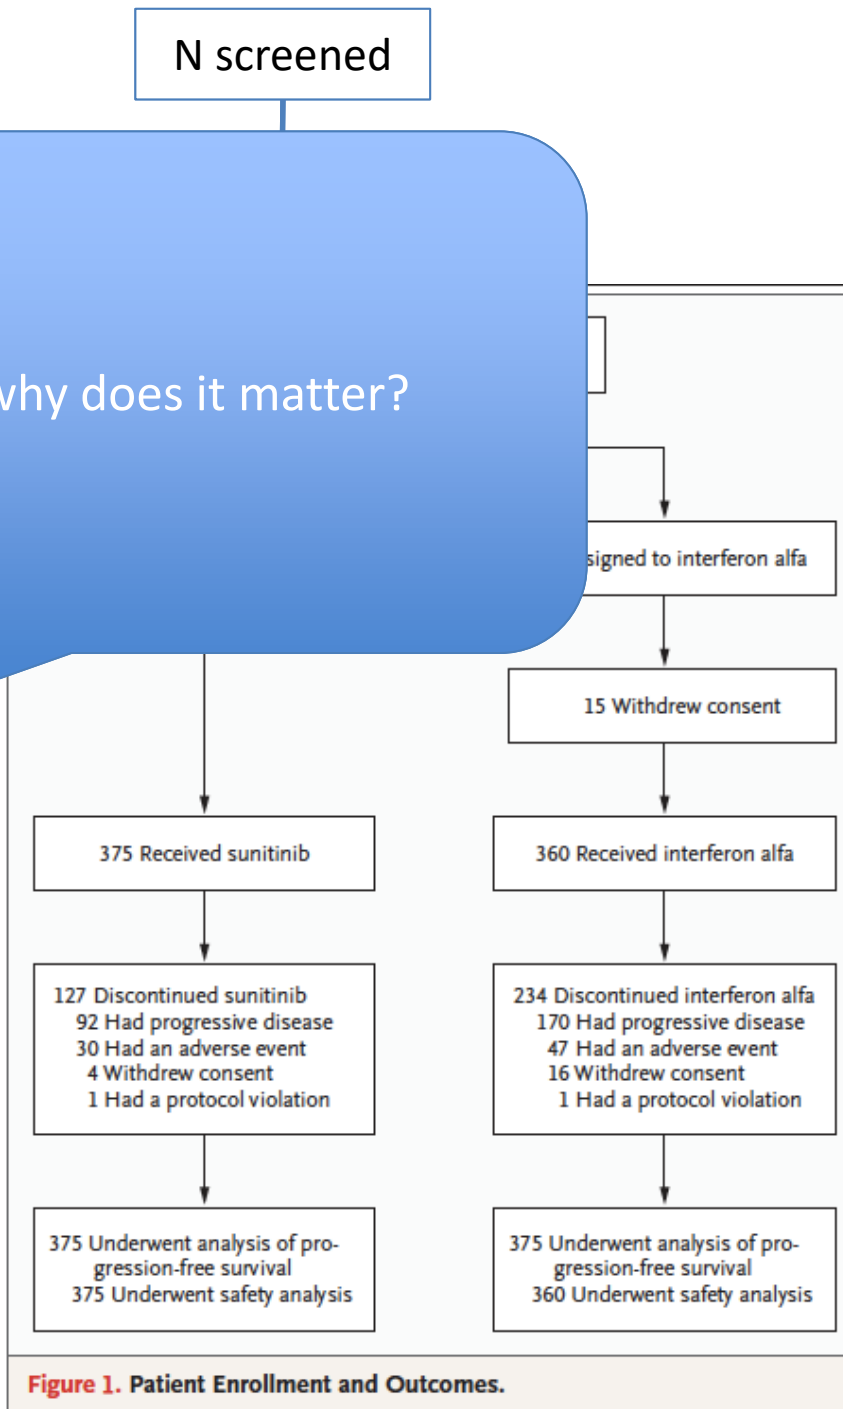 N screened
why does it matter?
signed to interferon alfa
15 Withdrew consent
375 Received sunitinib
360 Received interferon alfa
127 Discontinued sunitinib
92 Had progressive disease
30 Had an adverse event
4 Withdrew consent
1 Had a protocol violation
234 Discontinued interferon alfa
170 Had progressive disease
47 Had an adverse event
16 Withdrew consent
1 Had a protocol violation
375 Underwent analysis of pro-
gression-free survival
375 Underwent safety analysis
375 Underwent analysis of pro-
gression-free survival
360 Underwent safety analysis
Figure 1. Patient Enrollment and Outcomes.